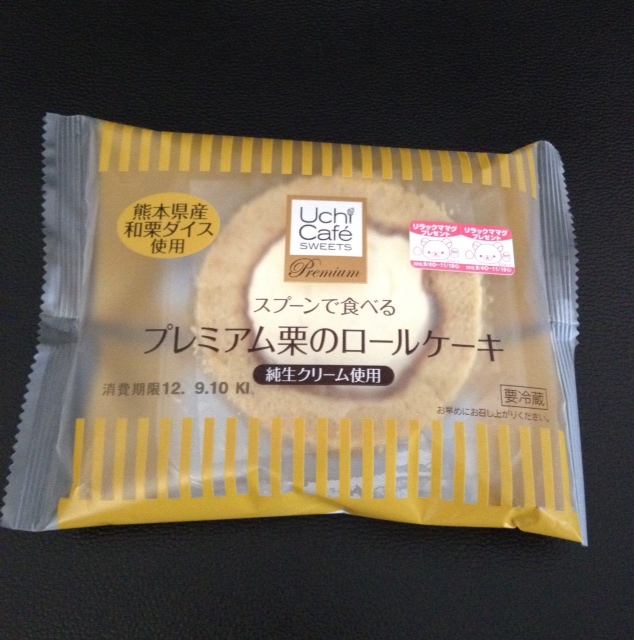 熊本県産
和栗ダイス
使用
Uchi
Café
SWEETS
Premium
リラックママグ
プレゼント
リラックママグ
プレゼント
スプーンで食べる
プレミアム栗のロールケーキ
純生クリーム使用
消費期限12. 9.10 KI
要冷蔵
お早めにお召し上がりください。